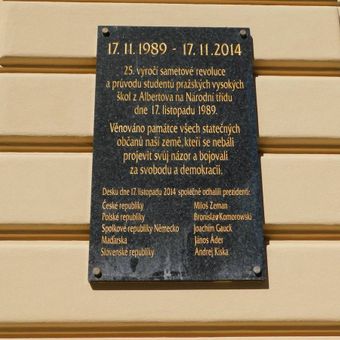 17. 11. 1989 - 17. 11. 2014
25. výročí sametové revoluce
a průvodu studentů pražských vysokých
škol z Albertova na Národní třídu
dne 17. listopadu 1989.
Věnováno památce všech statečných
občanů naší země, kteří se nebáli
projevit svůj názor a bojovali
za svobodu a demokracii.
Desku dne 17. listopadu 2014 společně odhalili prezidenti:
České republiky Miloš Zeman
Polské republiky Bronisław Komorowski
Spolkové republiky Německo Joachim Gauck
Maďarska János Áder
Slovenské republiky Andrej Kiska